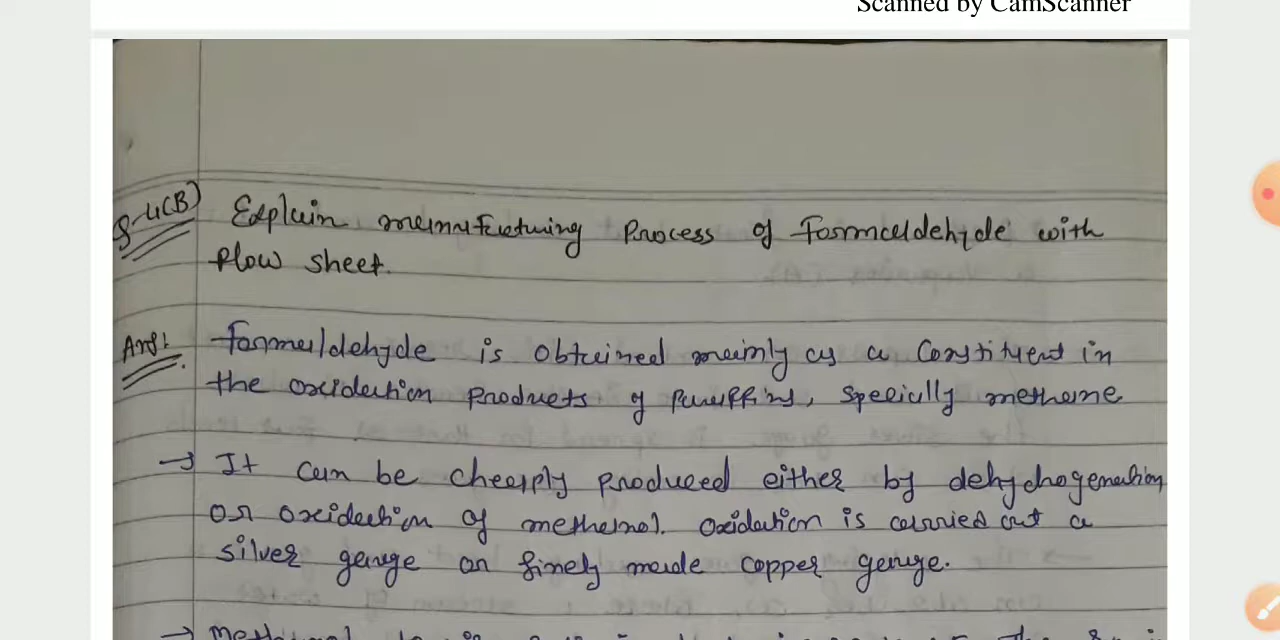 Scanned by CamScanner
Q-4(B) Explain manufacturing Process of Formaldehyde with
Flow sheet.
Ans: Formaldehyde is obtained mainly as a constituent in
the oxidation products of paraffins, specially methane
→ It can be cheaply produced either by dehydrogenation
or oxidation of methanol. Oxidation is carried out a
silver gauge or finely made copper gauge.
→ Methanol